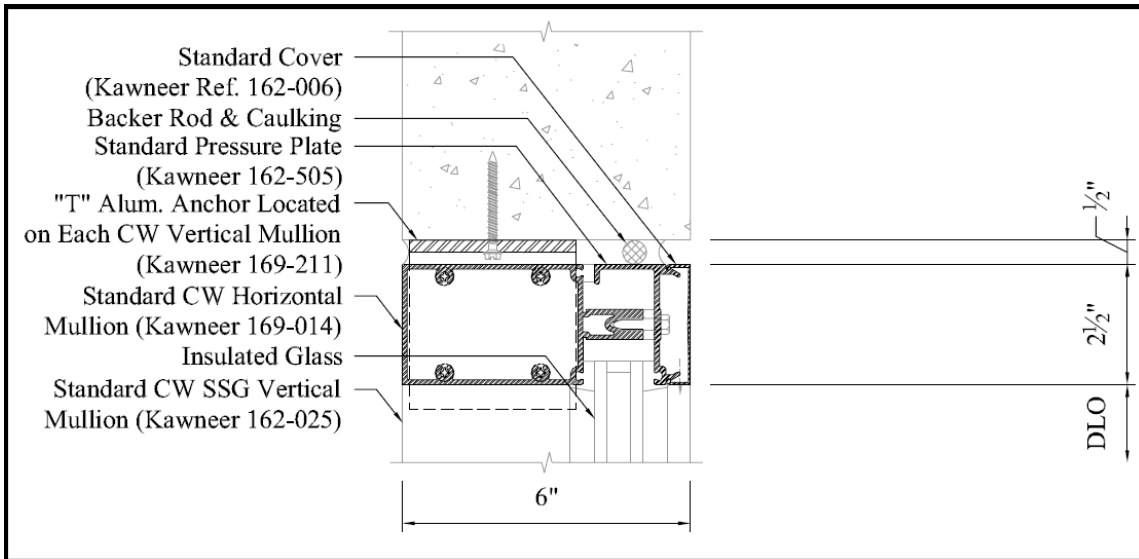 Standard Cover
(Kawneer Ref. 162-006)
Backer Rod & Caulking
Standard Pressure Plate
(Kawneer 162-505)
"T" Alum. Anchor Located
on Each CW Vertical Mullion
(Kawneer 169-211)
Standard CW Horizontal
Mullion (Kawneer 169-014)
Insulated Glass
Standard CW SSG Vertical
Mullion (Kawneer 162-025)
½"
2½"
DLO
6"